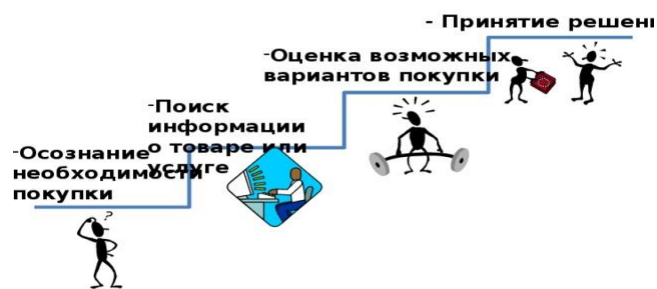 -Осознание
необходимости
покупки
-Поиск
информации
о товаре или
услуге
-Оценка возможных
вариантов покупки
- Принятие решени
?